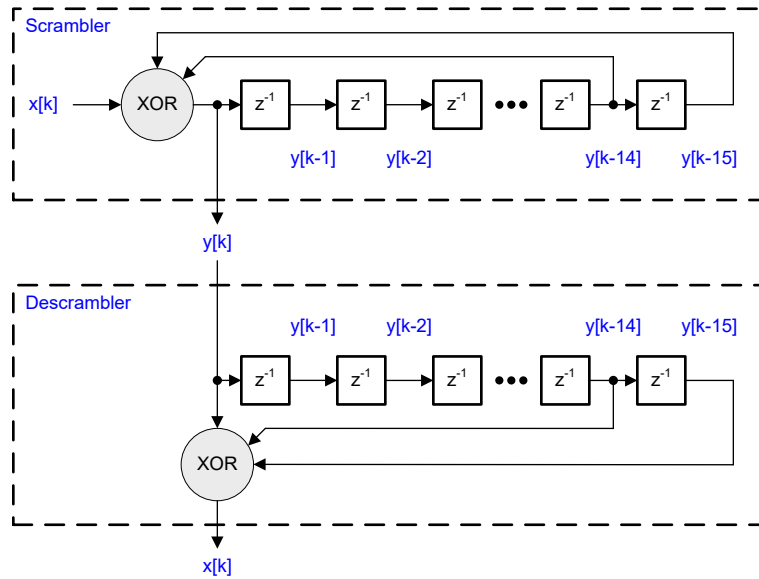 Scrambler
x[k] XOR z-1 z-1 z-1 z-1 z-1
y[k-1] y[k-2] y[k-14] y[k-15]
y[k]
Descrambler
y[k-1] y[k-2] y[k-14] y[k-15]
z-1 z-1 z-1 z-1 z-1
XOR
x[k]